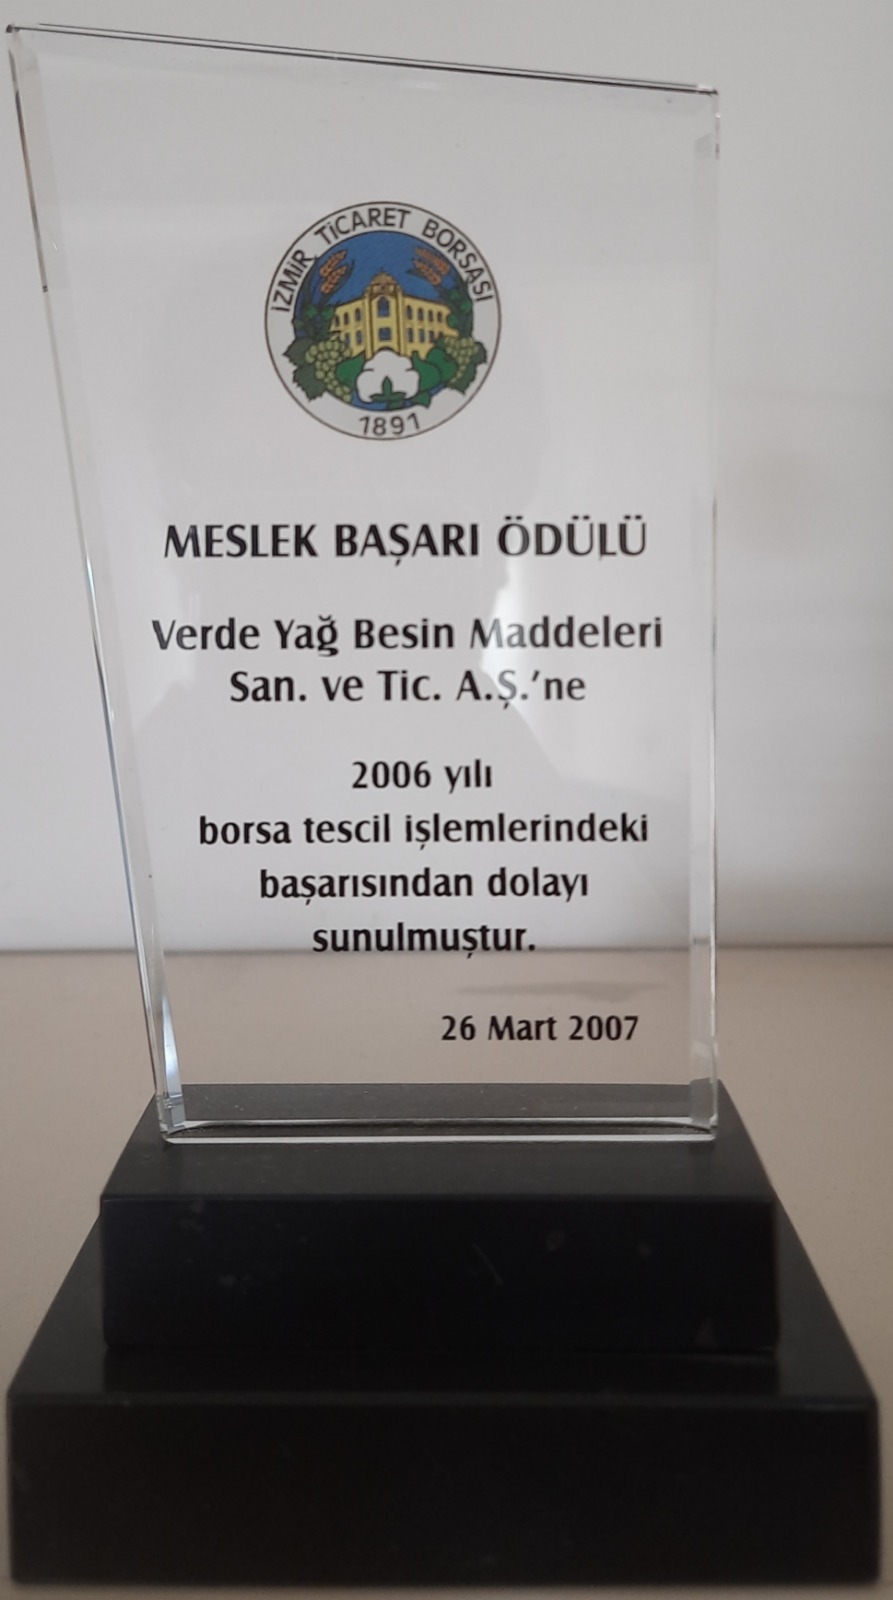 İZMİR TİCARET BORSASI
1891
MESLEK BAŞARI ÖDÜLÜ
Verde Yağ Besin Maddeleri
San. ve Tic. A.Ş.'ne
2006 yılı
borsa tescil işlemlerindeki
başarısından dolayı
sunulmuştur.
26 Mart 2007